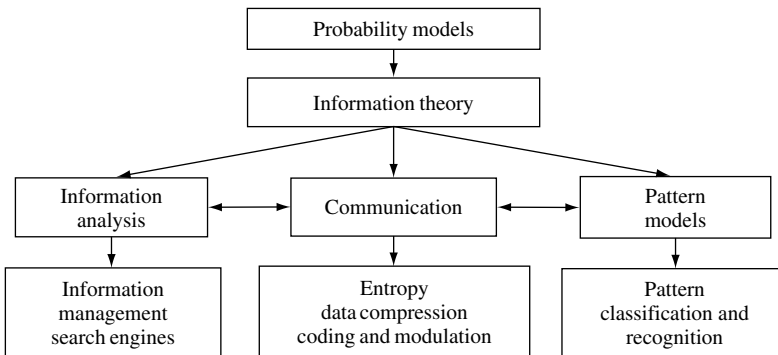 Probability models
Information theory
Information
analysis
Communication
Pattern
models
Information
management
search engines
Entropy
data compression
coding and modulation
Pattern
classification and
recognition